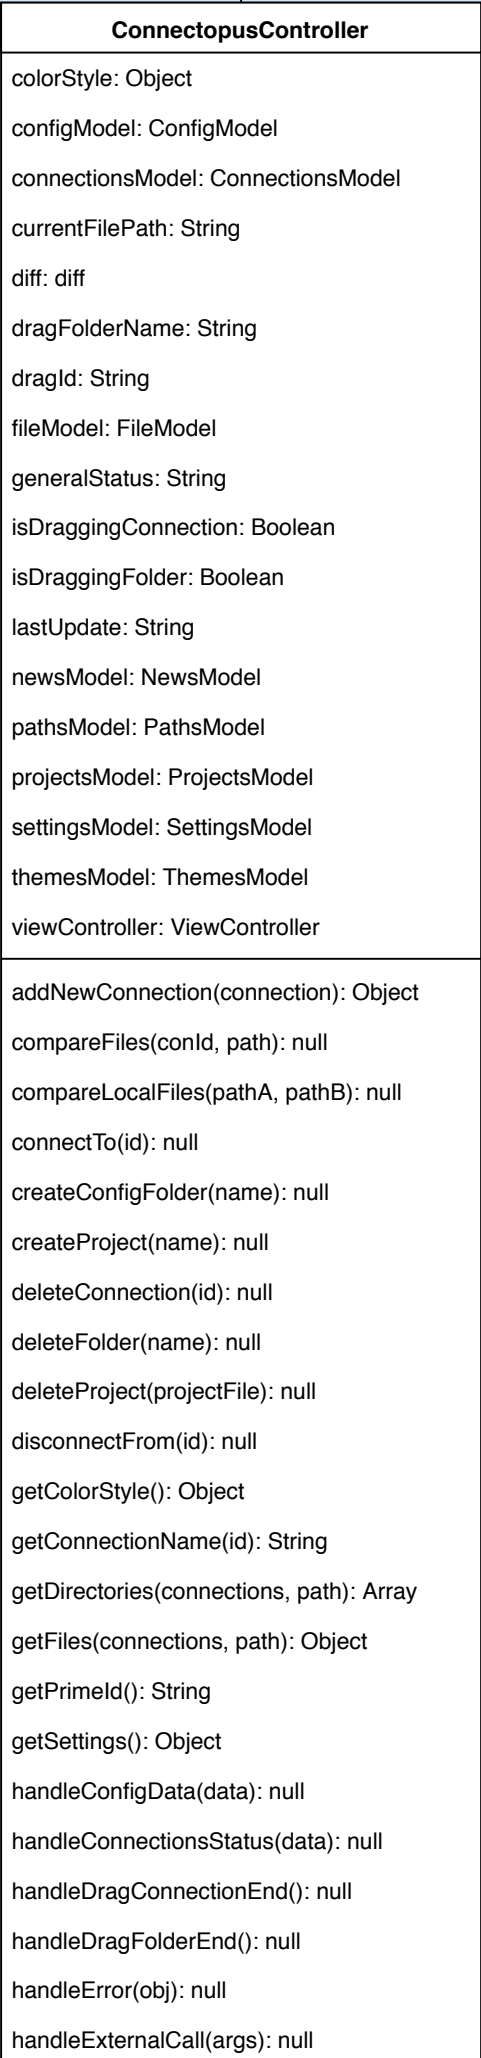 ConnectopusController
colorStyle: Object
configModel: ConfigModel
connectionsModel: ConnectionsModel
currentFilePath: String
diff: diff
dragFolderName: String
dragId: String
fileModel: FileModel
generalStatus: String
isDraggingConnection: Boolean
isDraggingFolder: Boolean
lastUpdate: String
newsModel: NewsModel
pathsModel: PathsModel
projectsModel: ProjectsModel
settingsModel: SettingsModel
themesModel: ThemesModel
viewController: ViewController
addNewConnection(connection): Object
compareFiles(conId, path): null
compareLocalFiles(pathA, pathB): null
connectTo(id): null
createConfigFolder(name): null
createProject(name): null
deleteConnection(id): null
deleteFolder(name): null
deleteProject(projectFile): null
disconnectFrom(id): null
getColorStyle(): Object
getConnectionName(id): String
getDirectories(connections, path): Array
getFiles(connections, path): Object
getPrimeId(): String
getSettings(): Object
handleConfigData(data): null
handleConnectionsStatus(data): null
handleDragConnectionEnd(): null
handleDragFolderEnd(): null
handleError(obj): null
handleExternalCall(args): null